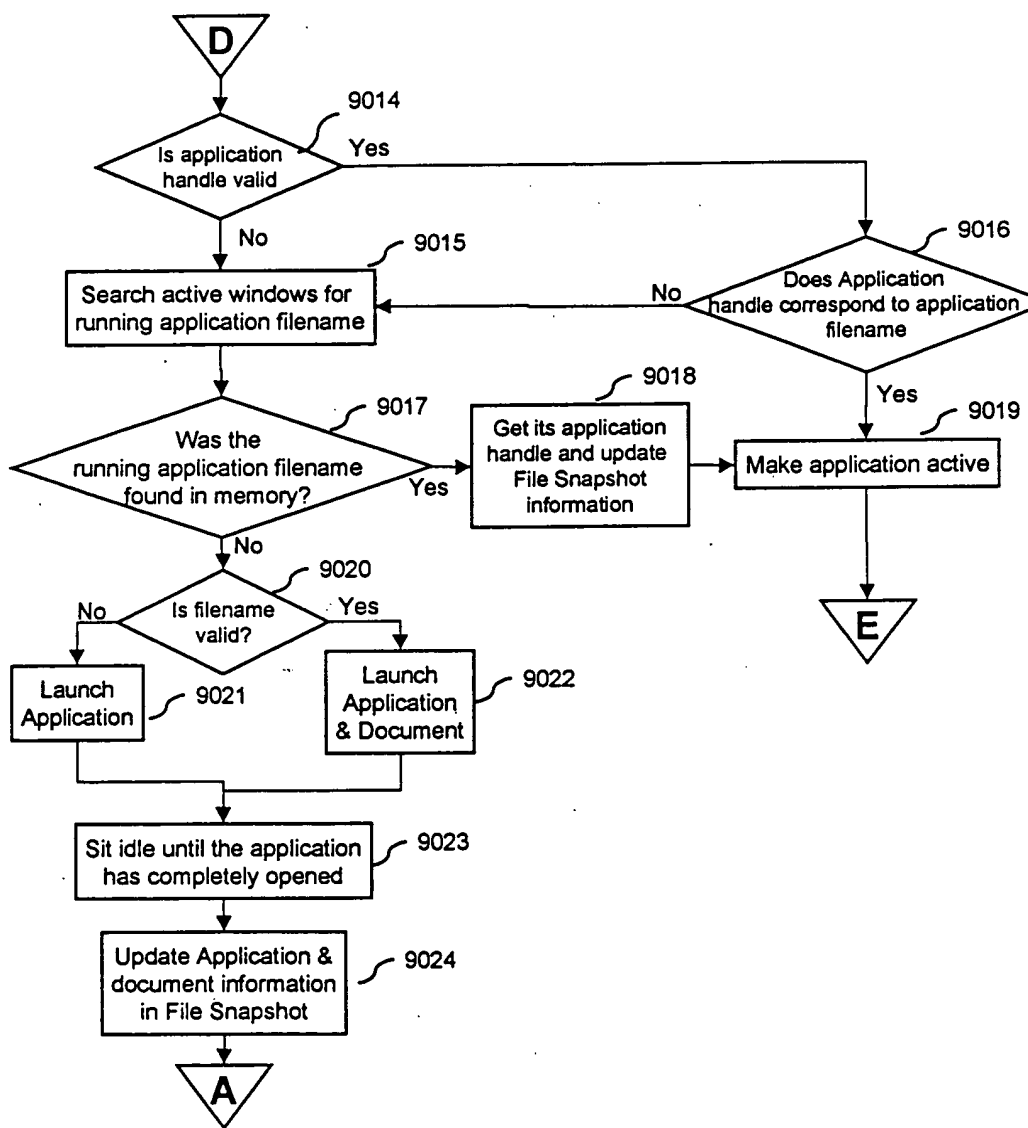 D
9014
Is application
handle valid
Yes
No
9015
Search active windows for
running application filename
9016
Does Application
handle correspond to application
filename
No
Yes
9017
Was the
running application filename
found in memory?
Yes
No
9018
Get its application
handle and update
File Snapshot
information
9019
Make application active
E
9020
Is filename
valid?
No
Yes
Launch
Application
9021
Launch
Application
& Document
9022
Sit idle until the application
has completely opened
9023
Update Application &
document information
in File Snapshot
9024
A